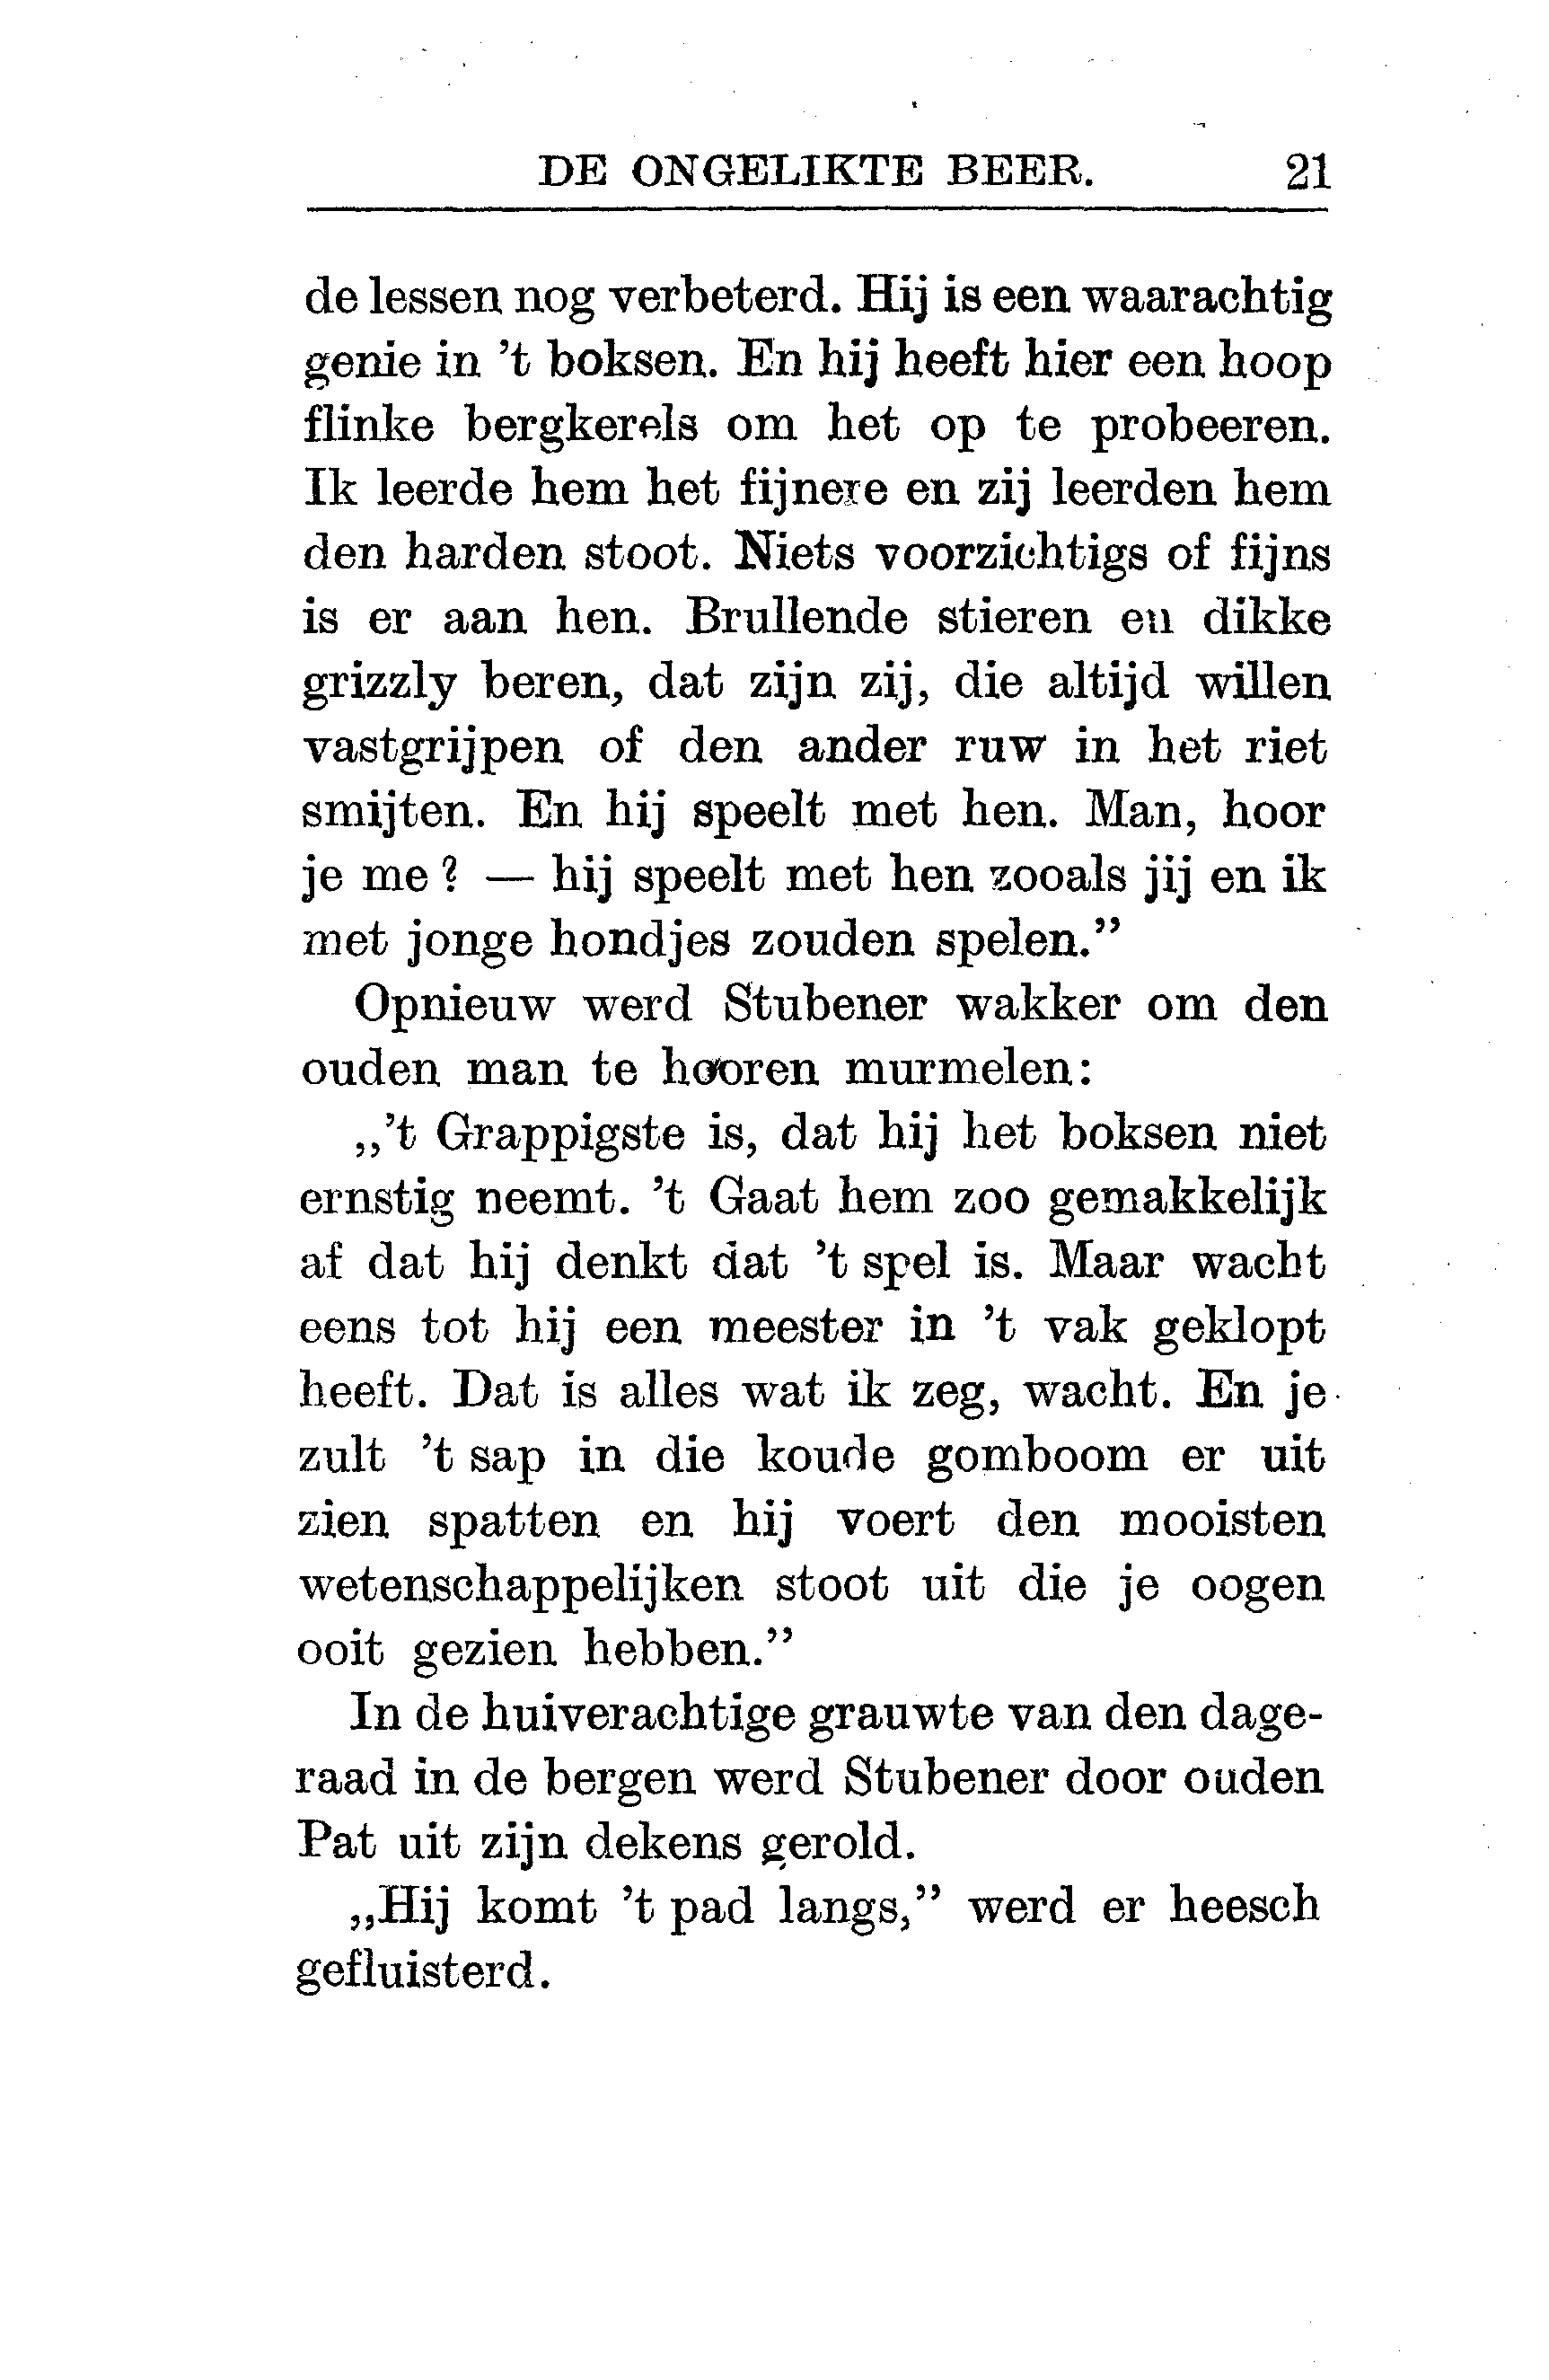 DE ONGELIKTE BEER. 21
de lessen nog verbeterd. Hij is een waarachtig
genie in ’t boksen. En hij heeft hier een hoop
flinke bergkerels om het op te probeeren.
Ik leerde hem het fijnere en zij leerden hem
den harden stoot. Niets voorzichtigs of fijns
is er aan hen. Brullende stieren en dikke
grizzly beren, dat zijn zij, die altijd willen
vastgrijpen of den ander ruw in het riet
smijten. En hij speelt met hen. Man, hoor
je me? — hij speelt met hen zooals jij en ik
met jonge hondjes zouden spelen.”
Opnieuw werd Stubener wakker om den
ouden man te hooren murmelen:
„’t Grappigste is, dat hij het boksen niet
ernstig neemt. ’t Gaat hem zoo gemakkelijk
af dat hij denkt dat ’t spel is. Maar wacht
eens tot hij een meester in ’t vak geklopt
heeft. Dat is alles wat ik zeg, wacht. En je
zult ’t sap in die koude gomboom er uit
zien spatten en hij voert den mooisten
wetenschappelijken stoot uit die je oogen
ooit gezien hebben.”
In de huiverachtige grauwte van den dage-
raad in de bergen werd Stubener door ouden
Pat uit zijn dekens gerold.
„Hij komt ’t pad langs,” werd er heesch
gefluisterd.